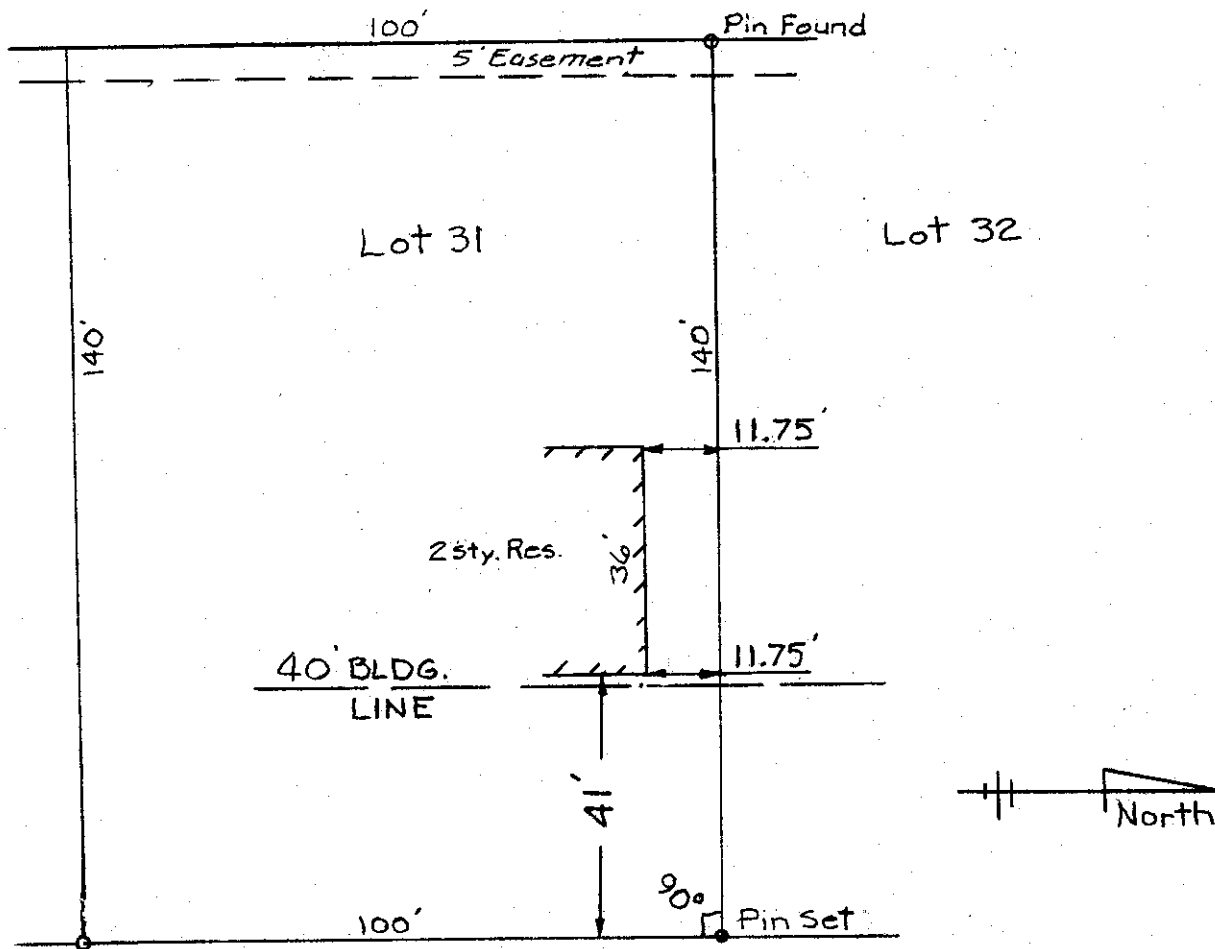 100' Pin Found
5' Easement
Lot 31
Lot 32
140'
140'
11.75'
2 sty. Res.
36'
11.75'
40' BLDG.
LINE
41'
North
90°
100'
Pin Set